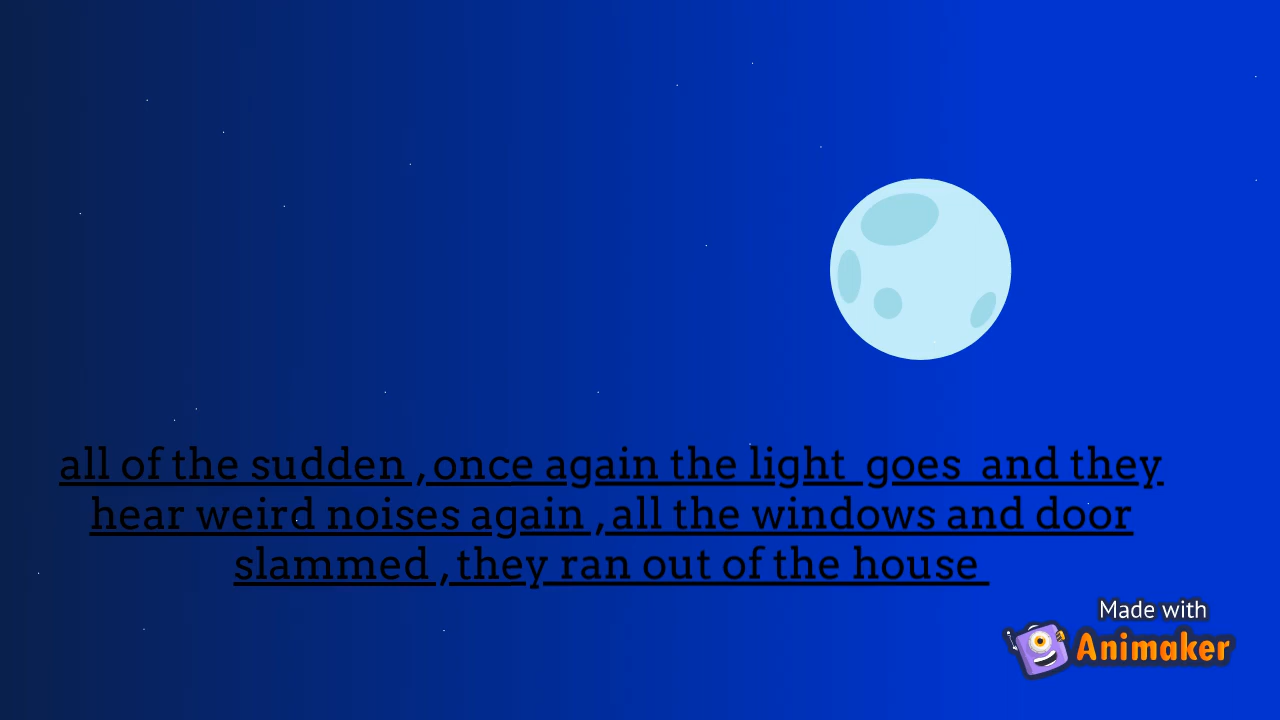 all of the sudden ,once again the light  goes  and they
hear weird noises again ,all the windows and door
slammed ,they ran out of the house
Made with
Animaker